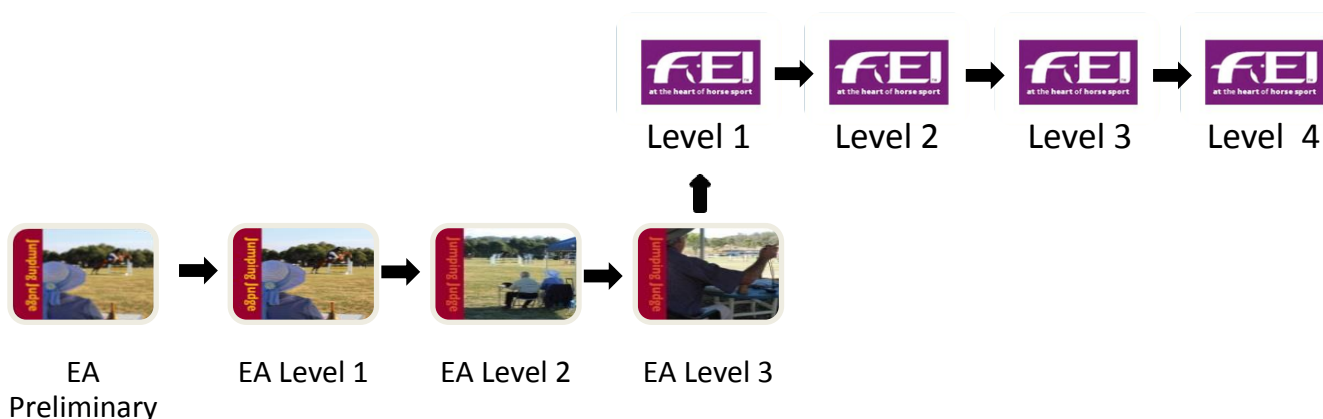 FEI
at the heart of horse sport
FEI
at the heart of horse sport
FEI
at the heart of horse sport
FEI
at the heart of horse sport
Level 1
Level 2
Level 3
Level 4
Jumping Judge
Jumping Judge
Jumping Judge
Jumping Judge
EA
Preliminary
EA Level 1
EA Level 2
EA Level 3